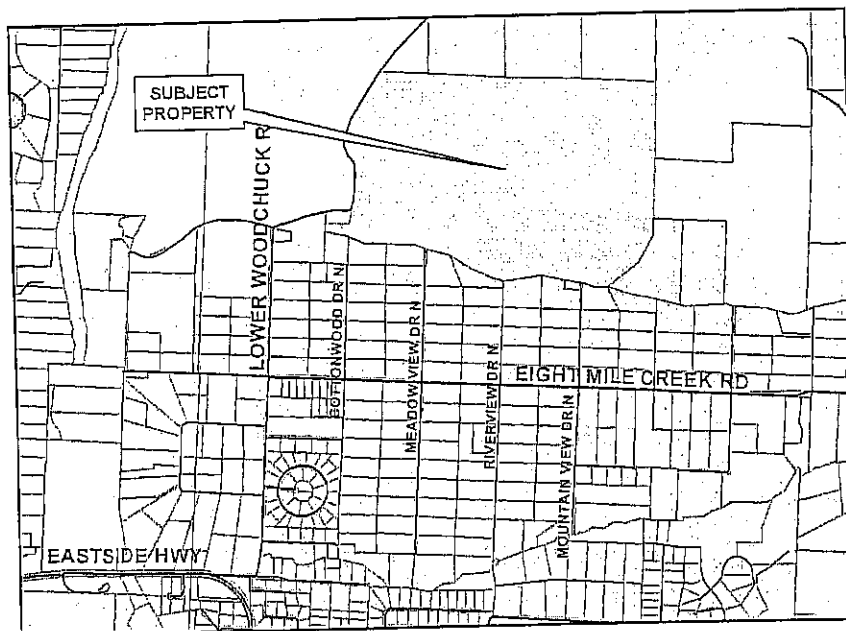 SUBJECT
PROPERTY
LOWER WOODCHUCK R
COTTONWOOD DR N
MEADOW VIEW DR N
RIVERVIEW DR N
MOUNTAIN VIEW DR N
EIGHT MILE CREEK RD
EASTSIDE HWY